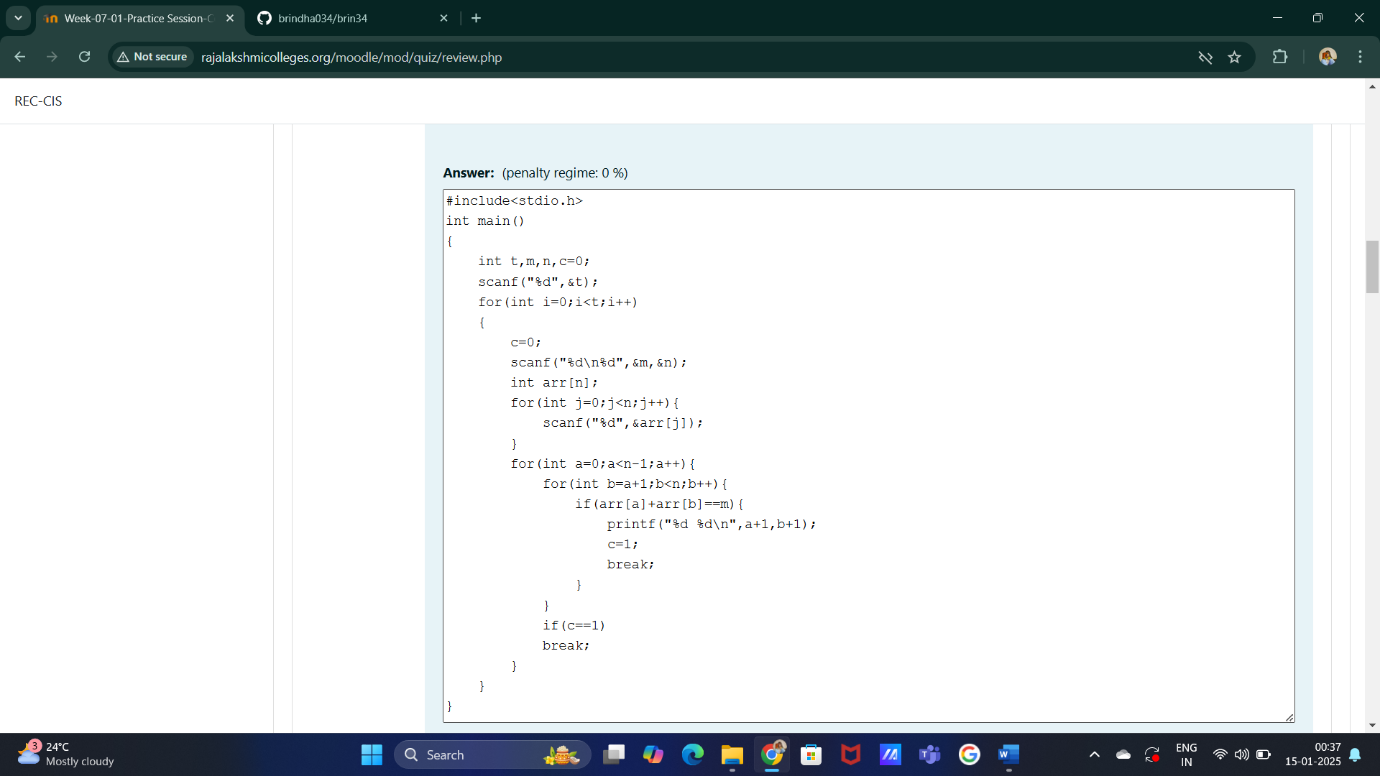 Week-07-01-Practice Session-C
brindha034/brin34
Not secure
rajalakshmicolleges.org/moodle/mod/quiz/review.php
REC-CIS
Answer: (penalty regime: 0 %)
#include<stdio.h>
int main()
{
    int t,m,n,c=0;
    scanf("%d",&t);
    for(int i=0;i<t;i++)
    {
        c=0;
        scanf("%d\n%d",&m,&n);
        int arr[n];
        for(int j=0;j<n;j++){
            scanf("%d",&arr[j]);
        }
        for(int a=0;a<n-1;a++){
            for(int b=a+1;b<n;b++){
                if(arr[a]+arr[b]==m){
                    printf("%d %d\n",a+1,b+1);
                    c=1;
                    break;
                }
            }
            if(c==1)
            break;
        }
    }
}
3
24°C
Mostly cloudy
Search
ENG
IN
00:37
15-01-2025